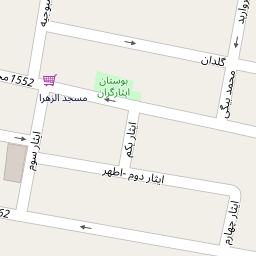 گلدان
محمد بیگی
بوستان
ایثارگران
مسجد الزهرا
1552
ایثار یکم
ایثار سوم
ایثار دوم -اطهر
ایثار چهارم